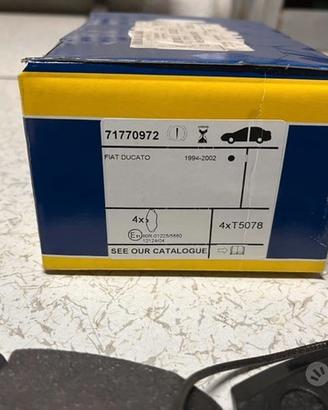 71770972
FIAT DUCATO 1994-2002
4x
4xT5078
SEE OUR CATALOGUE